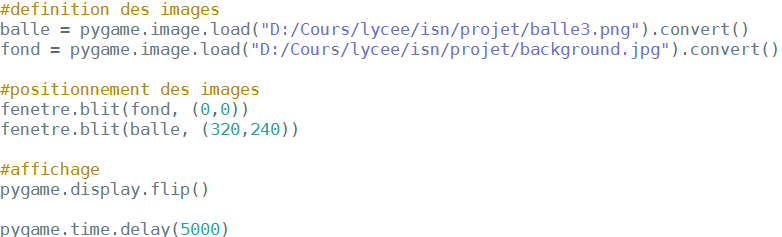 #definition des images
balle = pygame.image.load("D:/Cours/lycee/isn/projet/balle3.png").convert()
fond = pygame.image.load("D:/Cours/lycee/isn/projet/background.jpg").convert()
#positionnement des images
fenetre.blit(fond, (0,0))
fenetre.blit(balle, (320,240))
#affichage
pygame.display.flip()
pygame.time.delay(5000)